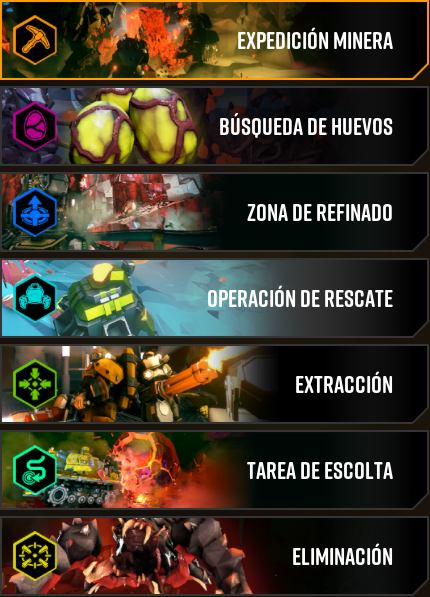 EXPEDICIÓN MINERA
BÚSQUEDA DE HUEVOS
ZONA DE REFINADO
OPERACIÓN DE RESCATE
EXTRACCIÓN
TAREA DE ESCOLTA
ELIMINACIÓN